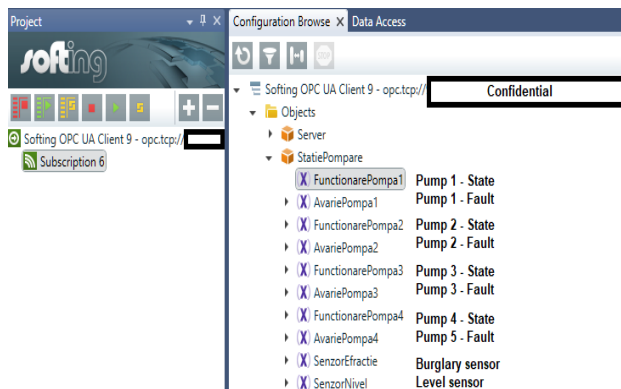 Project
softing
Softing OPC UA Client 9 - opc.tcp://
Subscription 6
Configuration Browse X Data Access
Softing OPC UA Client 9 - opc.tcp:// Confidential
Objects
Server
StatiePompare
(X) FunctionarePompa1 Pump 1 - State
(X) AvariePompa1 Pump 1 - Fault
(X) FunctionarePompa2 Pump 2 - State
(X) AvariePompa2 Pump 2 - Fault
(X) FunctionarePompa3 Pump 3 - State
(X) AvariePompa3 Pump 3 - Fault
(X) FunctionarePompa4 Pump 4 - State
(X) AvariePompa4 Pump 5 - Fault
(X) SenzorEfractie Burglary sensor
(X) SenzorNivel Level sensor